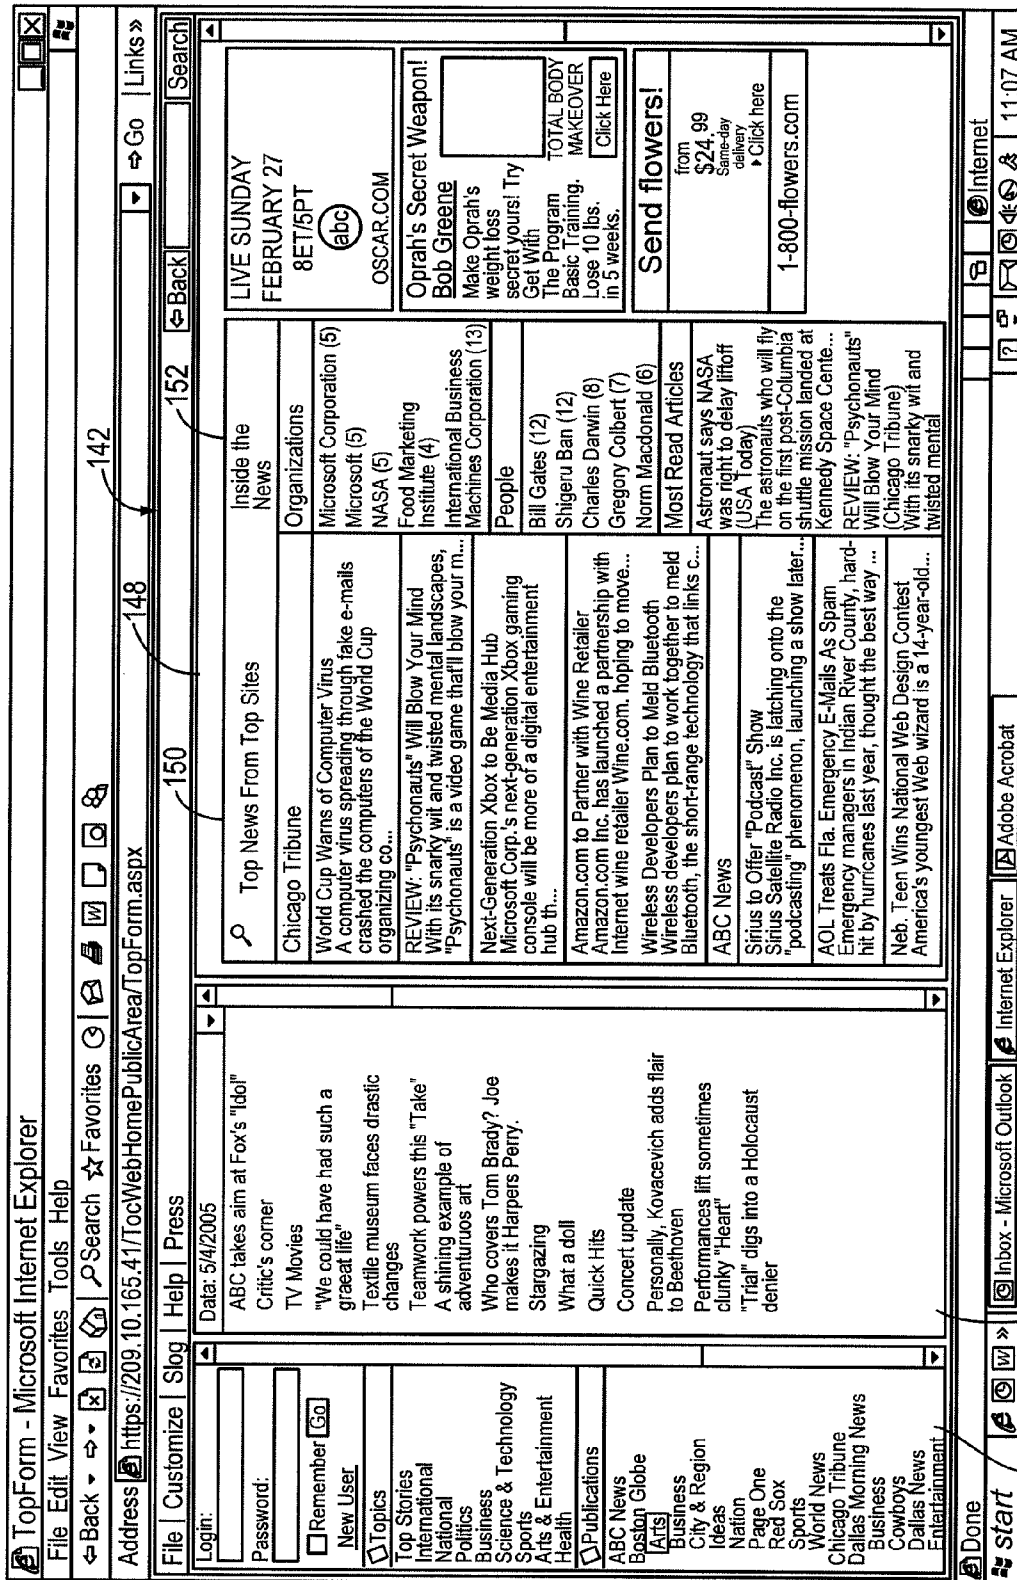 TopForm - Microsoft Internet Explorer
File Edit View Favorites Tools Help
Back Search Favorites
Address https://209.10.165.41/TocWebHomePublicArea/TopForm.aspx Go Links »
File | Customize | Slog | Help | Press
Back Search
142
148
150
152
Login:
Password:
Remember Go
New User
Topics
Top Stories
International
National
Politics
Business
Science & Technology
Sports
Arts & Entertainment
Health
Publications
ABC News
Boston Globe
Arts
Business
City & Region
Ideas
Nation
Page One
Red Sox
Sports
World News
Chicago Tribune
Dallas Morning News
Business
Cowboys
Dallas News
Entertainment
Data: 5/4/2005
ABC takes aim at Fox's "Idol"
Critic's corner
TV Movies
"We could have had such a
graeat life"
Textile museum faces drastic
changes
Teamwork powers this "Take"
A shining example of
adventuruos art
Who covers Tom Brady? Joe
makes it Harpers Perry.
Stargazing
What a doll
Quick Hits
Concert update
Personally, Kovacevich adds flair
to Beethoven
Performances lift sometimes
clunky "Heart"
"Trial" digs into a Holocaust
denier
Top News From Top Sites
Chicago Tribune
World Cup Warns of Computer Virus
A computer virus spreading through take e-mails
crashed the computers of the World Cup
organizing co...
REVIEW: "Psychonauts" Will Blow Your Mind
With its snarky wit and twisted mental landscapes,
"Psychonauts" is a video game that'll blow your m...
Next-Generation Xbox to Be Media Hub
Microsoft Corp.'s next-generation Xbox gaming
console will be more of a digital entertainment
hub th...
Amazon.com to Partner with Wine Retailer
Amazon.com Inc. has launched a partnership with
Internet wine retailer Wine.com. hoping to move...
Wireless Developers Plan to Meld Bluetooth
Wireless developers plan to work together to meld
Bluetooth, the short-range technology that links c...
ABC News
Sirius to Offer "Podcast" Show
Sirius Satellite Radio Inc. is latching onto the
"podcasting" phenomenon, launching a show later...
AOL Treats Fla. Emergency E-Mails As Spam
Emergency managers in Indian River County, hard-
hit by hurricanes last year, thought the best way ...
Neb. Teen Wins National Web Design Contest
America's youngest Web wizard is a 14-year-old...
Inside the
News
Organizations
Microsoft Corporation (5)
Microsoft (5)
NASA (5)
Food Marketing
Institute (4)
International Business
Machines Corporation (13)
People
Bill Gates (12)
Shigeru Ban (12)
Charles Darwin (8)
Gregory Colbert (7)
Norm Macdonald (6)
Most Read Articles
Astronaut says NASA
was right to delay liftoff
(USA Today)
The astronauts who will fly
on the first post-Columbia
shuttle mission landed at
Kennedy Space Cente...
REVIEW: "Psychonauts"
Will Blow Your Mind
(Chicago Tribune)
With its snarky wit and
twisted mental
LIVE SUNDAY
FEBRUARY 27
8ET/5PT
abc
OSCAR.COM
Oprah's Secret Weapon!
Bob Greene
Make Oprah's
weight loss
secret yours! Try
Get With
The Program
Basic Training.
Lose 10 lbs.
in 5 weeks.
TOTAL BODY
MAKEOVER
Click Here
Send flowers!
from
$24,99
Same-day
delivery
Click here
1-800-flowers.com
Done Internet
start W » Inbox - Microsoft Outlook Internet Explorer Adobe Acrobat 11:07 AM